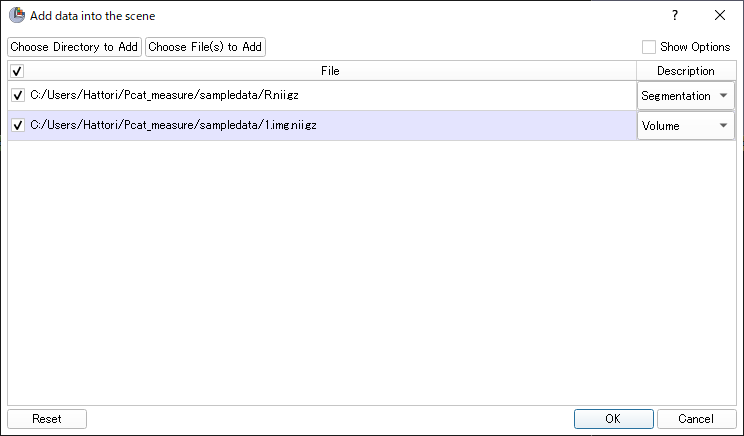 Add data into the scene
Choose Directory to Add Choose File(s) to Add Show Options
File Description
C:/Users/Hattori/Pcat_measure/sampledata/R.nii.gz Segmentation
C:/Users/Hattori/Pcat_measure/sampledata/1.img.nii.gz Volume
Reset OK Cancel